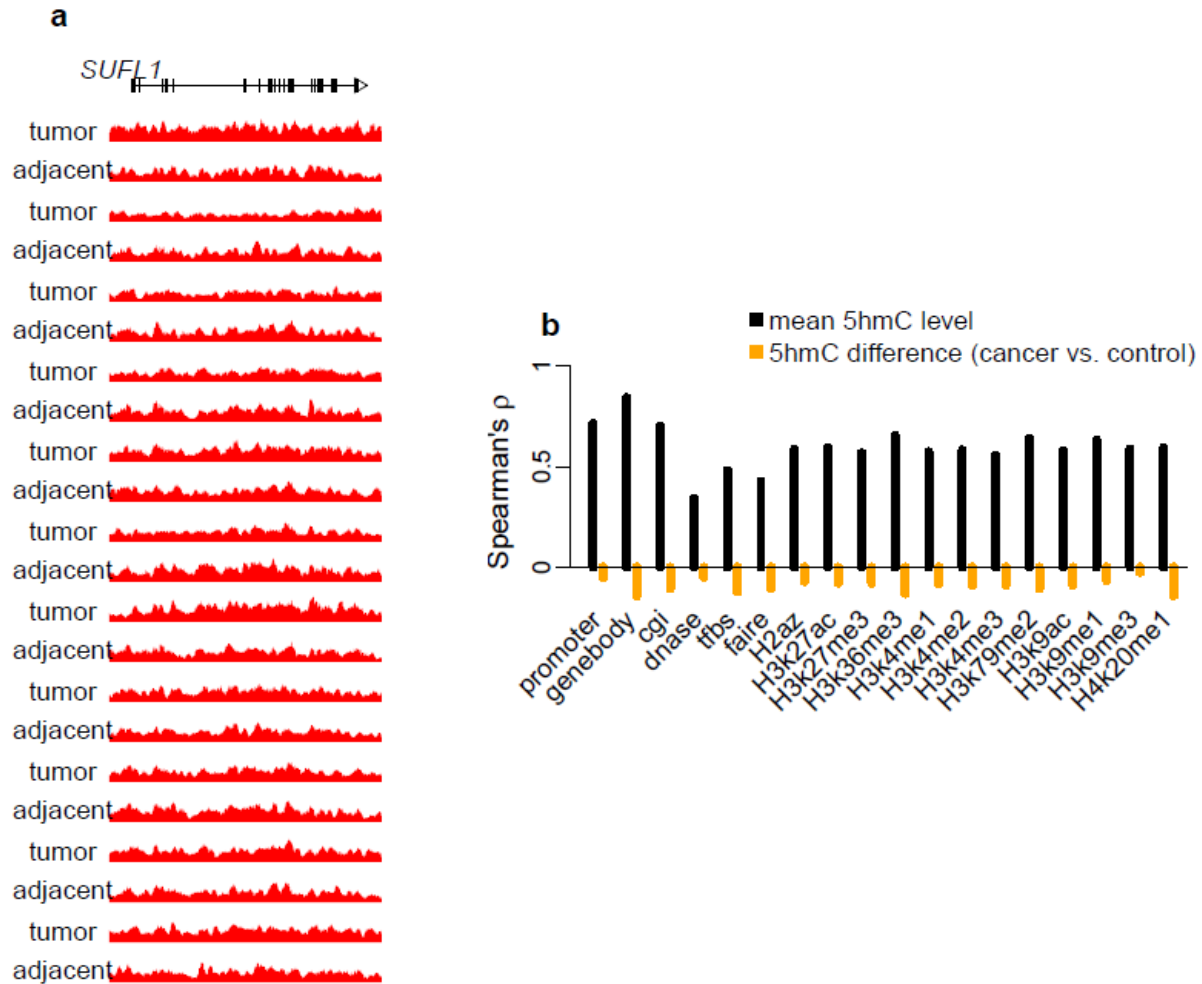 a
SUFL1
tumor
adjacent
tumor
adjacent
tumor
adjacent
tumor
adjacent
tumor
adjacent
tumor
adjacent
tumor
adjacent
tumor
adjacent
tumor
adjacent
tumor
adjacent
tumor
adjacent
b
mean 5hmC level
5hmC difference (cancer vs. control)
Spearman's ρ
1
0.5
0
promoter
genebody
cgi
dnase
tfbs
faire
H2az
H3k27ac
H3k27me3
H3k36me3
H3k4me1
H3k4me2
H3k4me3
H3k79me2
H3k9ac
H3k9me1
H3k9me3
H4k20me1